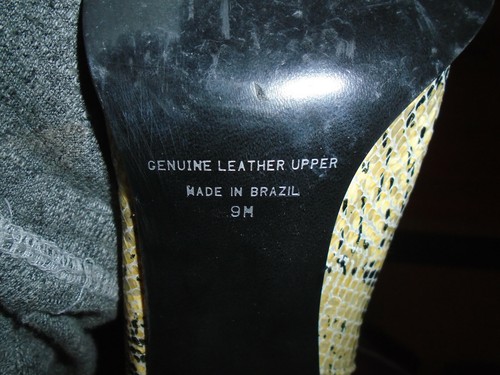 GENUINE LEATHER UPPER
MADE IN BRAZIL
9M